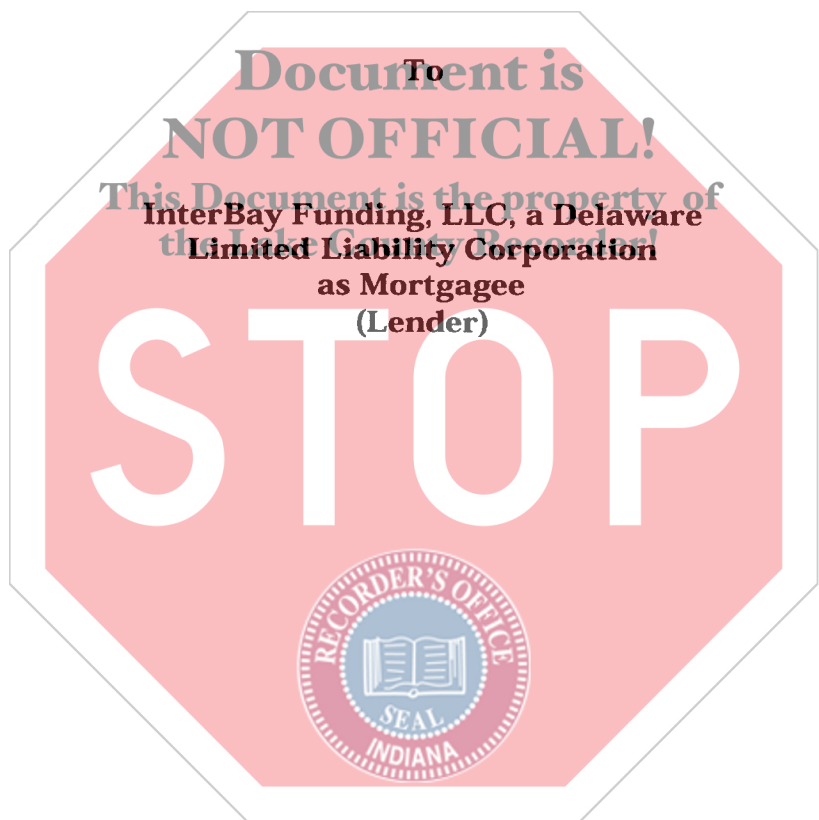 To
Document is
NOT OFFICIAL!
This Document is the property of
the Lake County Recorder!
InterBay Funding, LLC, a Delaware
Limited Liability Corporation
as Mortgagee
(Lender)
STOP
RECORDER'S OFFICE
SEAL
INDIANA